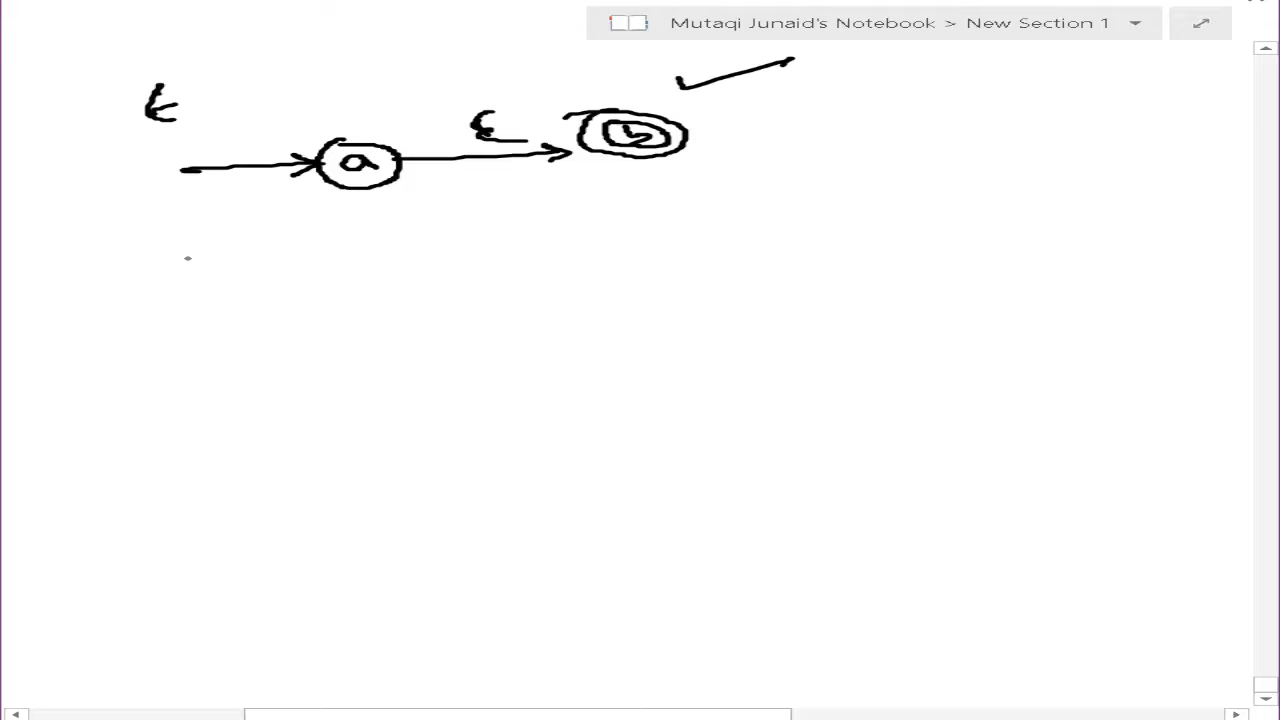 Mutaqi Junaid's Notebook > New Section 1
ε
ε
a
b